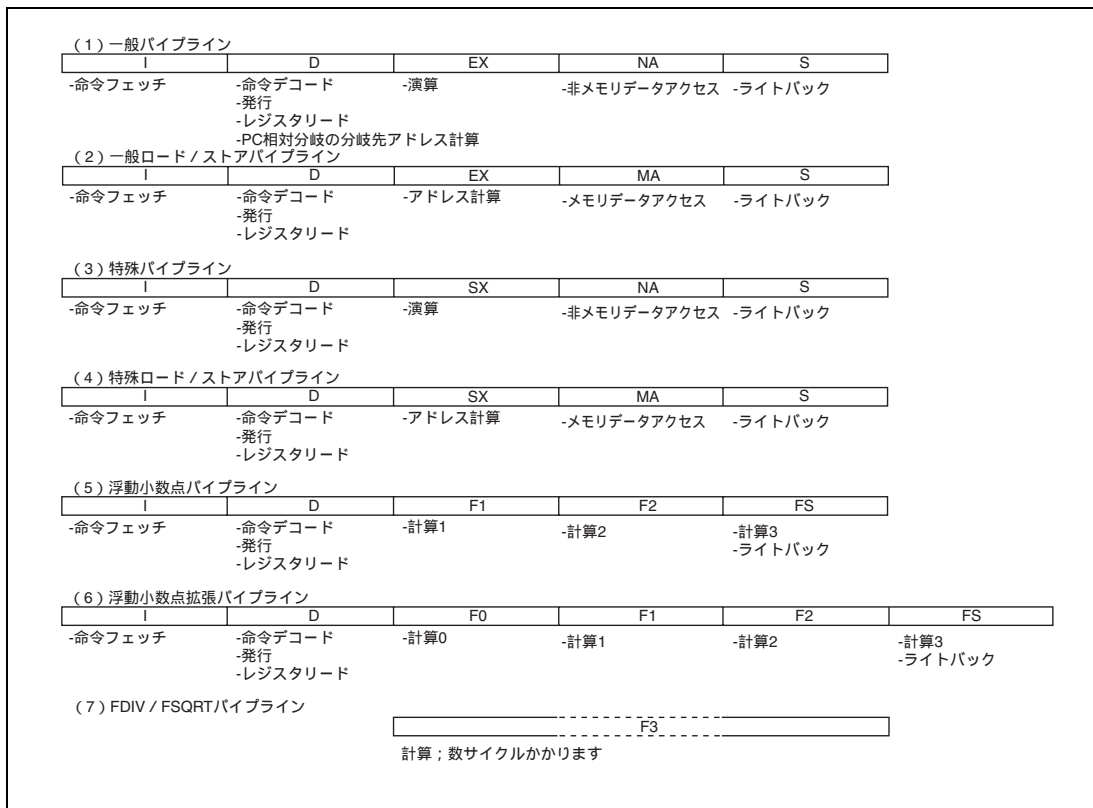 (1)一般パイプライン
I D EX NA S
-命令フェッチ -命令デコード -演算 -非メモリデータアクセス -ライトバック
-発行
-レジスタリード
-PC相対分岐の分岐先アドレス計算
(2)一般ロード / ストアパイプライン
I D EX MA S
-命令フェッチ -命令デコード -アドレス計算 -メモリデータアクセス -ライトバック
-発行
-レジスタリード
(3)特殊パイプライン
I D SX NA S
-命令フェッチ -命令デコード -演算 -非メモリデータアクセス -ライトバック
-発行
-レジスタリード
(4)特殊ロード / ストアパイプライン
I D SX MA S
-命令フェッチ -命令デコード -アドレス計算 -メモリデータアクセス -ライトバック
-発行
-レジスタリード
(5)浮動小数点パイプライン
I D F1 F2 FS
-命令フェッチ -命令デコード -計算1 -計算2 -計算3
-発行 -ライトバック
-レジスタリード
(6)浮動小数点拡張パイプライン
I D F0 F1 F2 FS
-命令フェッチ -命令デコード -計算0 -計算1 -計算2 -計算3
-発行 -ライトバック
-レジスタリード
(7)FDIV / FSQRTパイプライン
F3
計算;数サイクルかかります